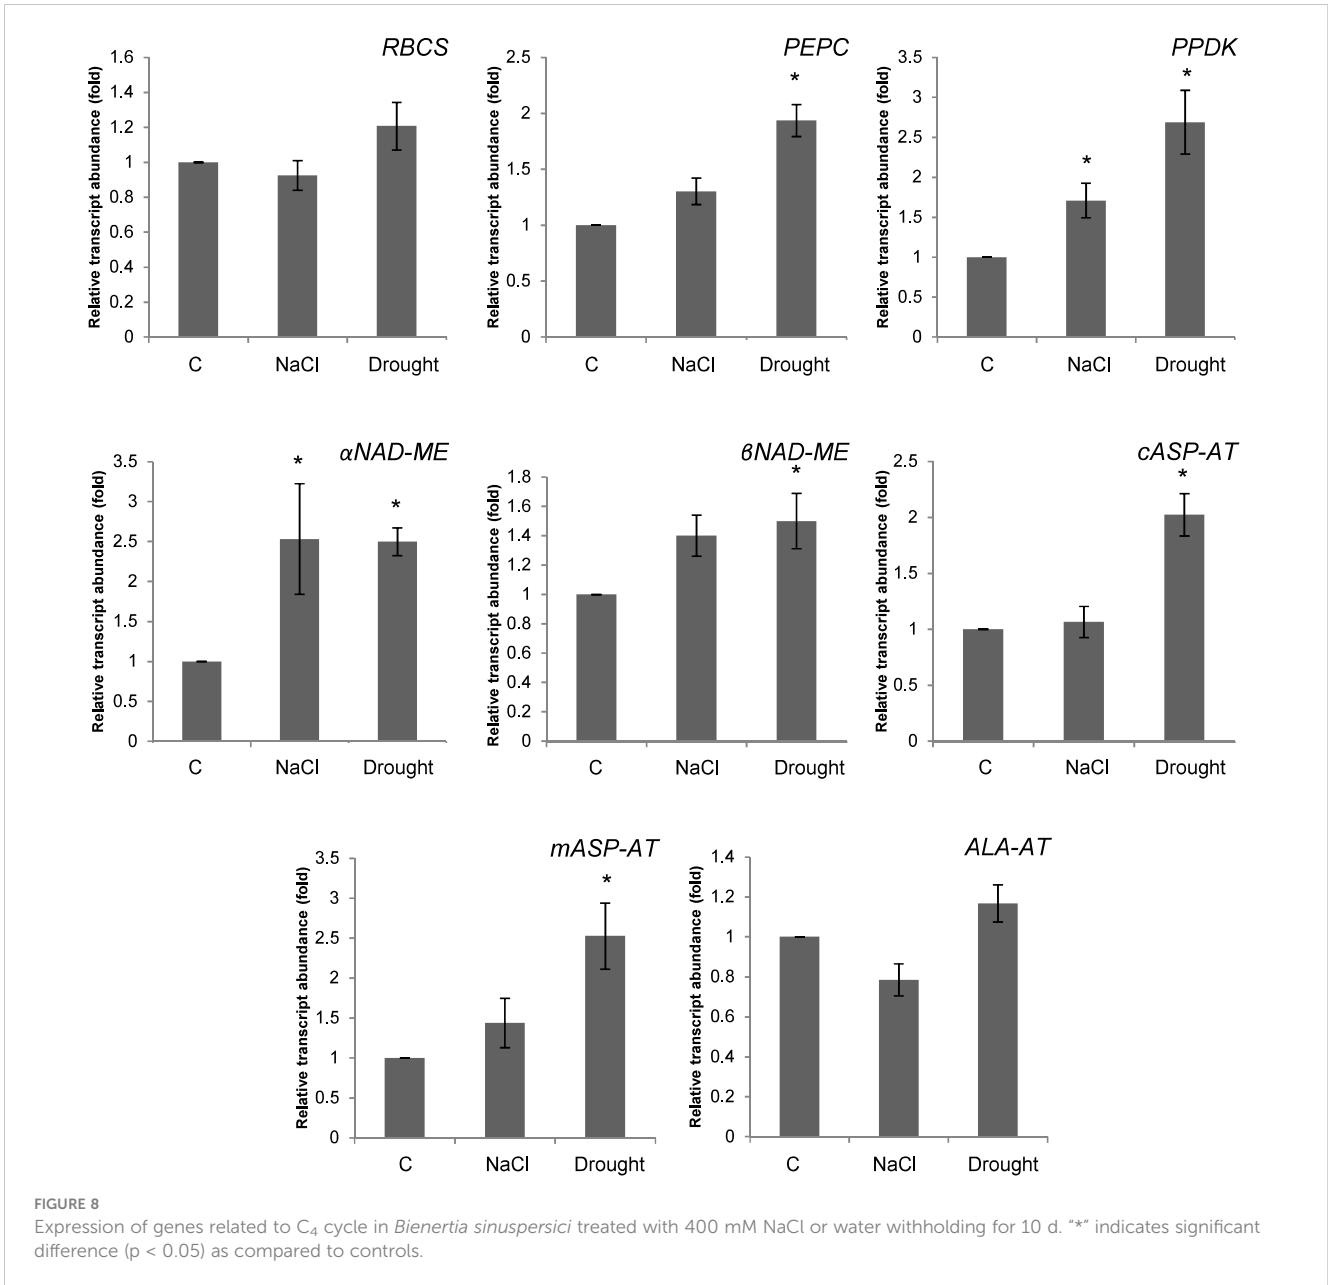 RBCS
Relative transcript abundance (fold)
1.6
1.4
1.2
1
0.8
0.6
0.4
0.2
0
C NaCl Drought
PEPC
*
Relative transcript abundance (fold)
2.5
2
1.5
1
0.5
0
C NaCl Drought
PPDK
* *
Relative transcript abundance (fold)
3.5
3
2.5
2
1.5
1
0.5
0
C NaCl Drought
αNAD-ME
* *
Relative transcript abundance (fold)
3.5
3
2.5
2
1.5
1
0.5
0
C NaCl Drought
βNAD-ME
*
Relative transcript abundance (fold)
1.8
1.6
1.4
1.2
1
0.8
0.6
0.4
0.2
0
C NaCl Drought
cASP-AT
*
Relative transcript abundance (fold)
2.5
2
1.5
1
0.5
0
C NaCl Drought
mASP-AT
*
Relative transcript abundance (fold)
3.5
3
2.5
2
1.5
1
0.5
0
C NaCl Drought
ALA-AT
Relative transcript abundance (fold)
1.4
1.2
1
0.8
0.6
0.4
0.2
0
C NaCl Drought
FIGURE 8
Expression of genes related to C₄ cycle in Bienertia sinuspersici treated with 400 mM NaCl or water withholding for 10 d. “*” indicates significant
difference (p < 0.05) as compared to controls.